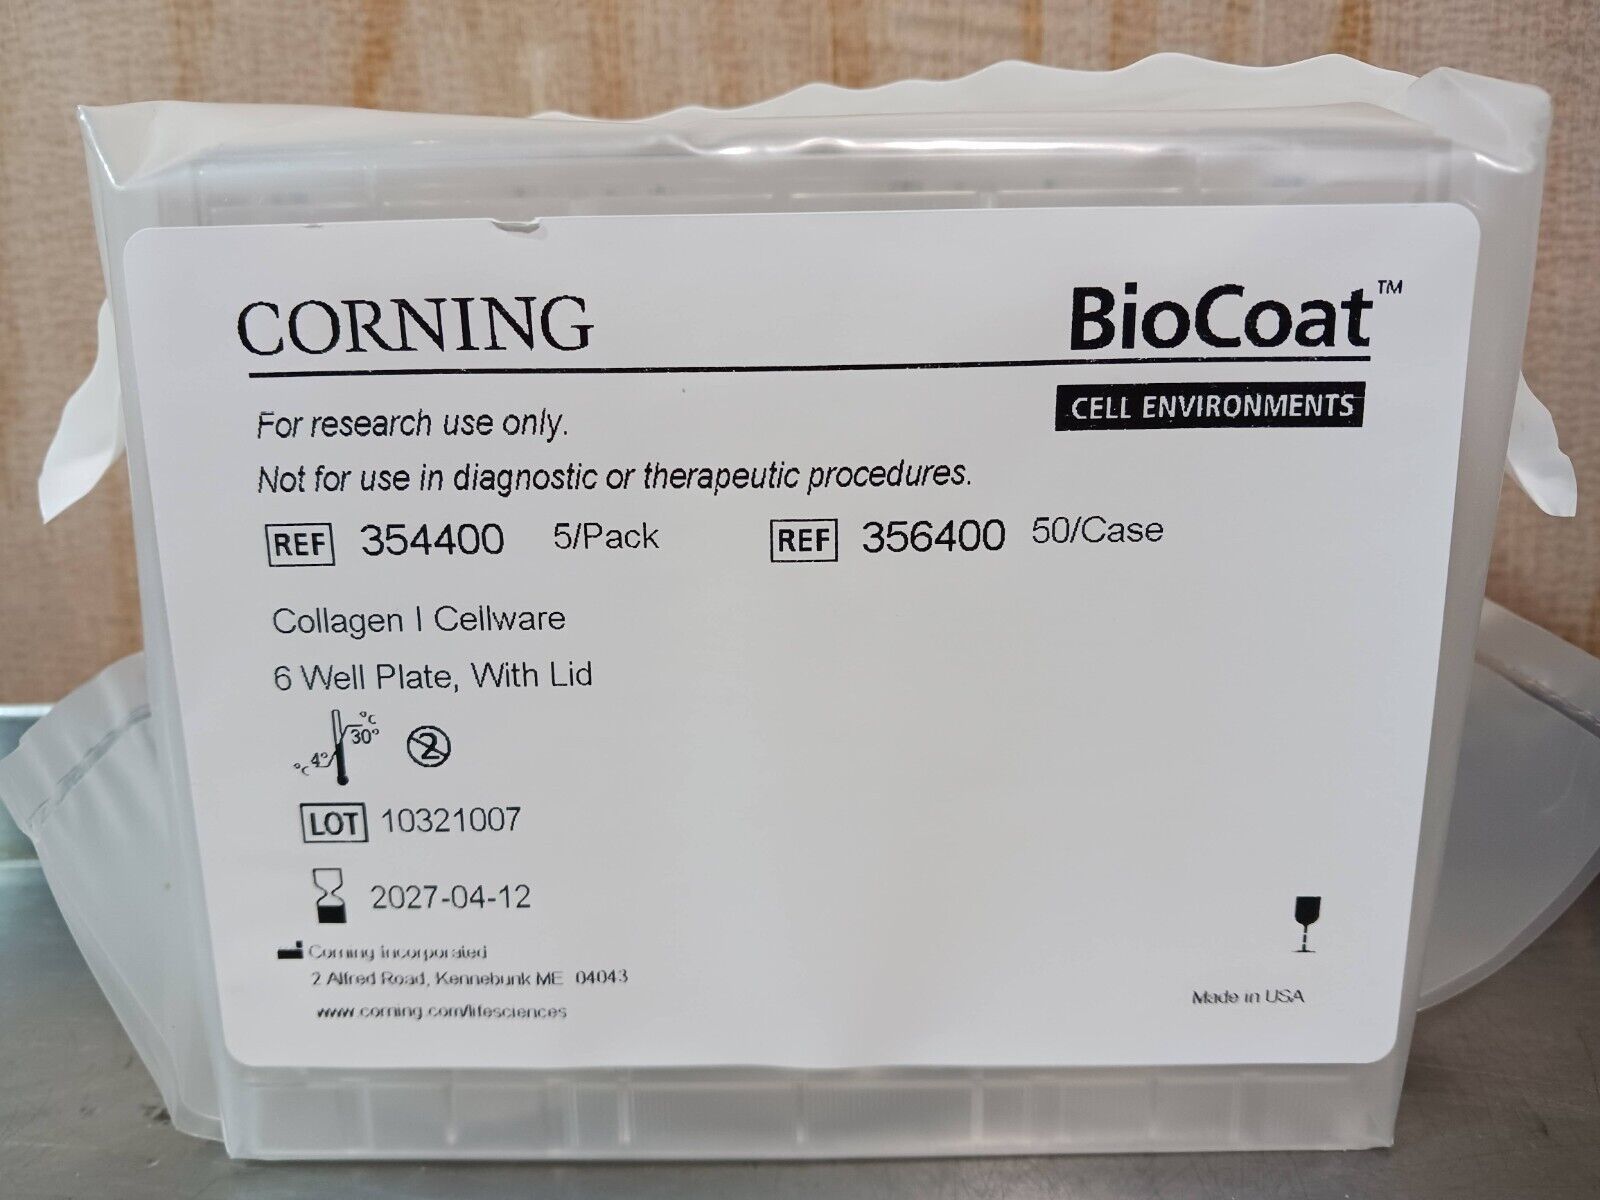 CORNING
BioCoat™
CELL ENVIRONMENTS
For research use only.
Not for use in diagnostic or therapeutic procedures.
REF 354400 5/Pack REF 356400 50/Case
Collagen I Cellware
6 Well Plate, With Lid
°C
30°
°C 4°
2
LOT 10321007
2027-04-12
Corning Incorporated
2 Alfred Road, Kennebunk ME 04043
www.corning.com/lifesciences
Made in USA